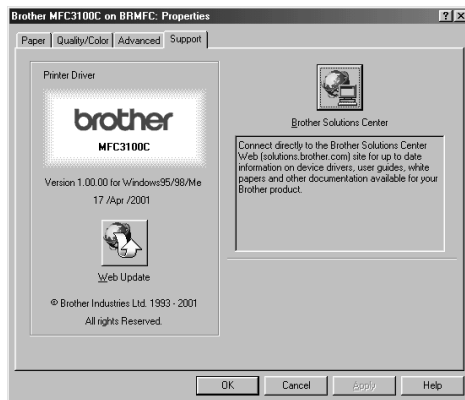 Brother MFC3100C on BRMFC: Properties
Paper Quality/Color Advanced Support
Printer Driver
brother
MFC3100C
Version 1.00.00 for Windows95/98/Me
17 /Apr /2001
Web Update
© Brother Industries Ltd. 1993 - 2001
All rights Reserved.
Brother Solutions Center
Connect directly to the Brother Solutions Center
Web (solutions.brother.com) site for up to date
information on device drivers, user guides, white
papers and other documentation available for your
Brother product.
OK Cancel Apply Help